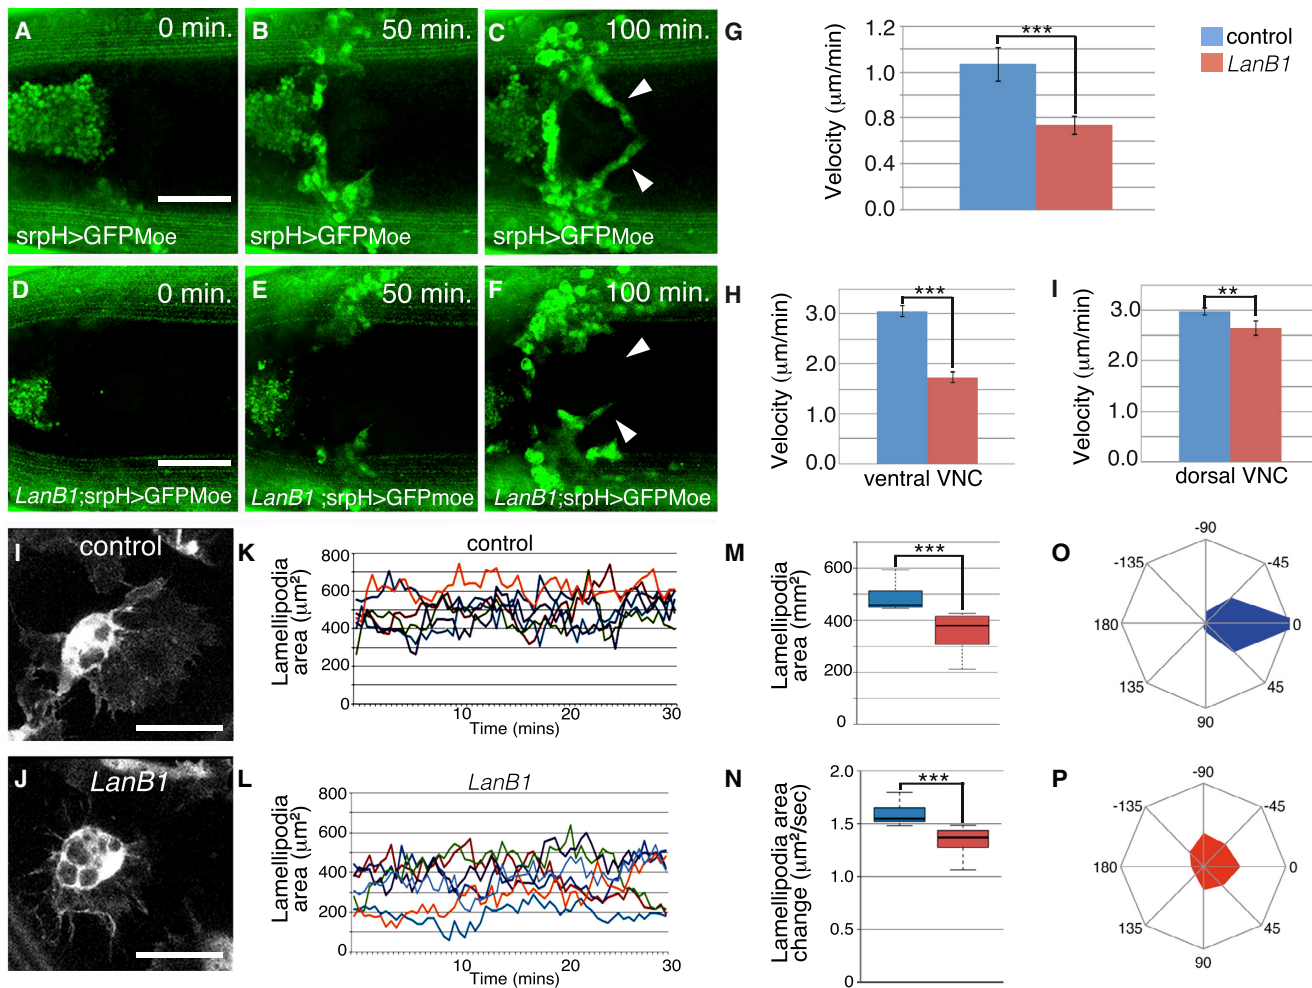 A 0 min.
srpH>GFPMoe
B 50 min.
srpH>GFPMoe
C 100 min.
srpH>GFPMoe
D 0 min.
LanB1;srpH>GFPMoe
E 50 min.
LanB1 ;srpH>GFPmoe
F 100 min.
LanB1;srpH>GFPMoe
G
Velocity (µm/min)
1.2
1.0
0.8
0.4
0.0
***
control
LanB1
H
Velocity (µm/min)
3.0
2.0
1.0
0.0
***
ventral VNC
I
Velocity (µm/min)
3.0
2.0
1.0
0.0
**
dorsal VNC
I control
J LanB1
K control
Lamellipodia
area (µm²)
800
600
400
200
0
10 20 30
Time (mins)
L LanB1
Lamellipodia
area (µm²)
800
600
400
200
0
10 20 30
Time (mins)
M
Lamellipodia
area (mm²)
600
400
200
0
***
N
Lamellipodia area
change (µm²/sec)
2.0
1.5
1.0
0.5
0
***
O
-90
-135 -45
180 0
135 45
90
P
-90
-135 -45
180 0
135 45
90